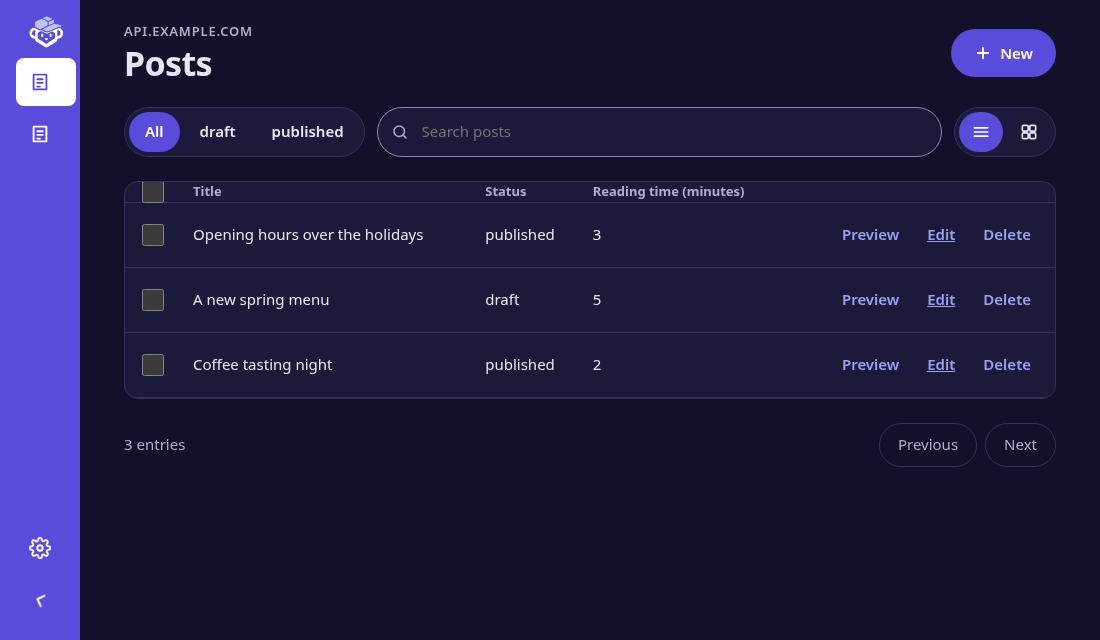 API.EXAMPLE.COM
Posts
New
All draft published
Search posts
Title Status Reading time (minutes)
Opening hours over the holidays published 3 Preview Edit Delete
A new spring menu draft 5 Preview Edit Delete
Coffee tasting night published 2 Preview Edit Delete
3 entries Previous Next